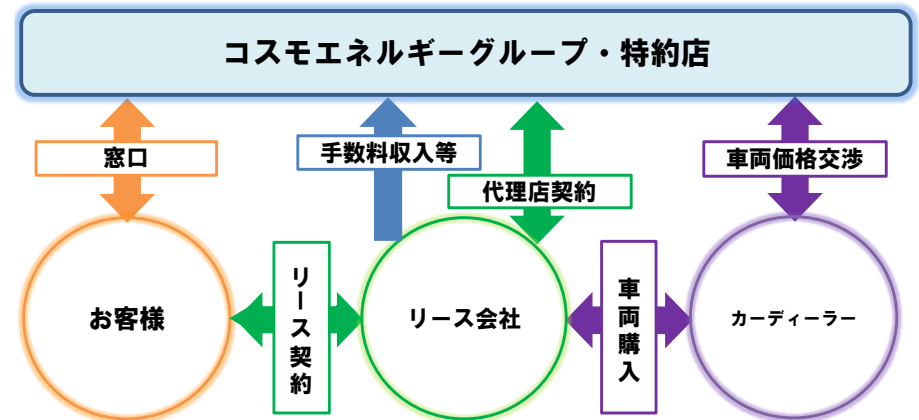 コスモエネルギーグループ・特約店
窓口
手数料収入等
代理店契約
車両価格交渉
お客様
リース契約
リース会社
車両購入
カーディーラー